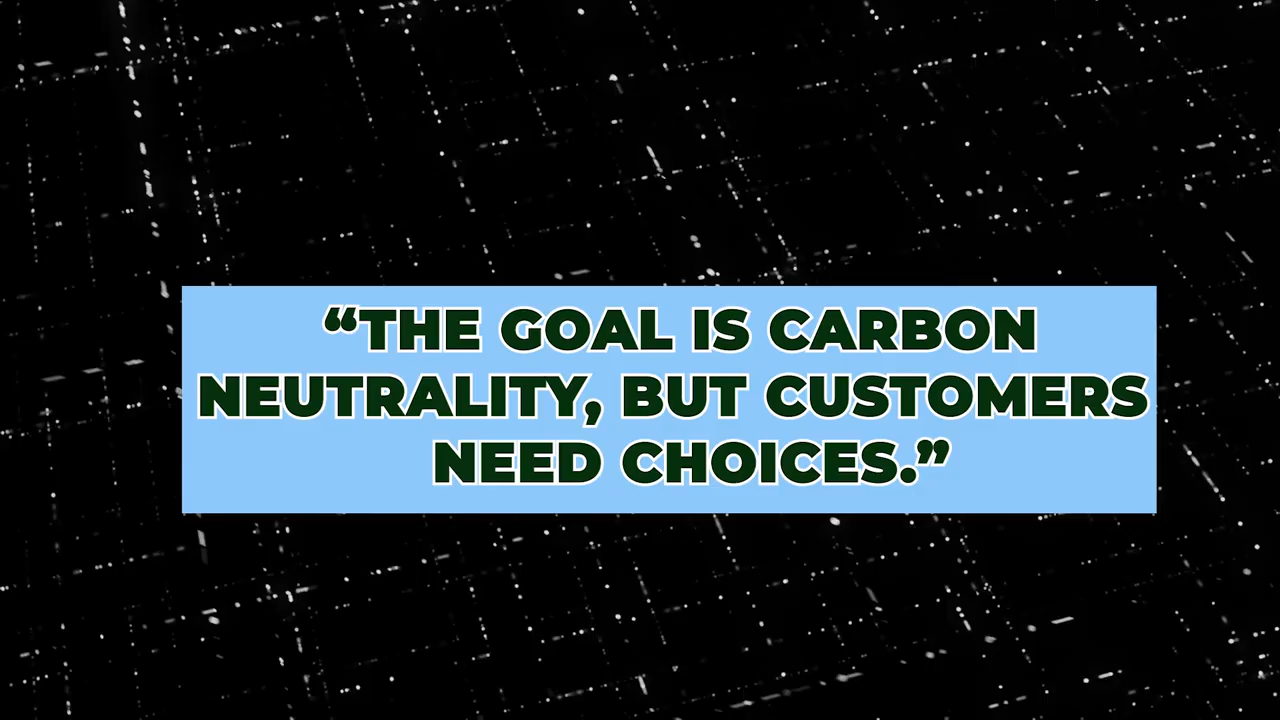 “THE GOAL IS CARBON
NEUTRALITY, BUT CUSTOMERS
NEED CHOICES.”